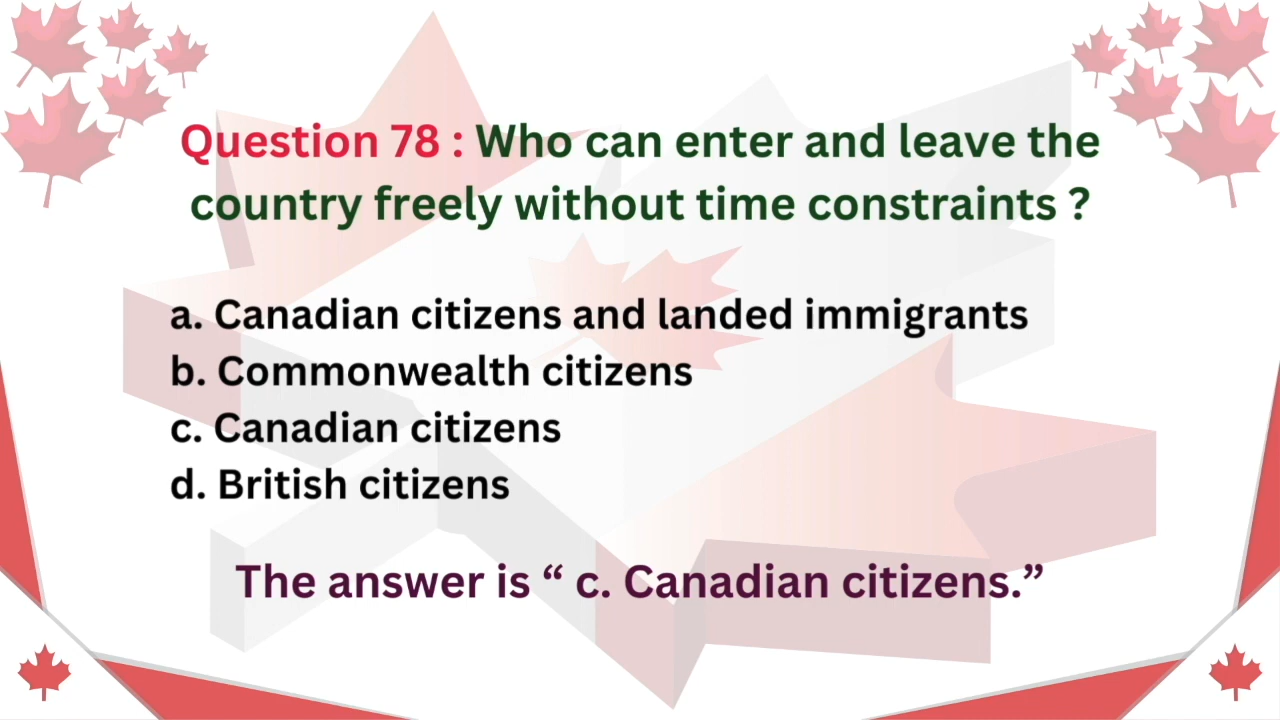 Question 78 : Who can enter and leave the
country freely without time constraints ?
a. Canadian citizens and landed immigrants
b. Commonwealth citizens
c. Canadian citizens
d. British citizens
The answer is “ c. Canadian citizens.”